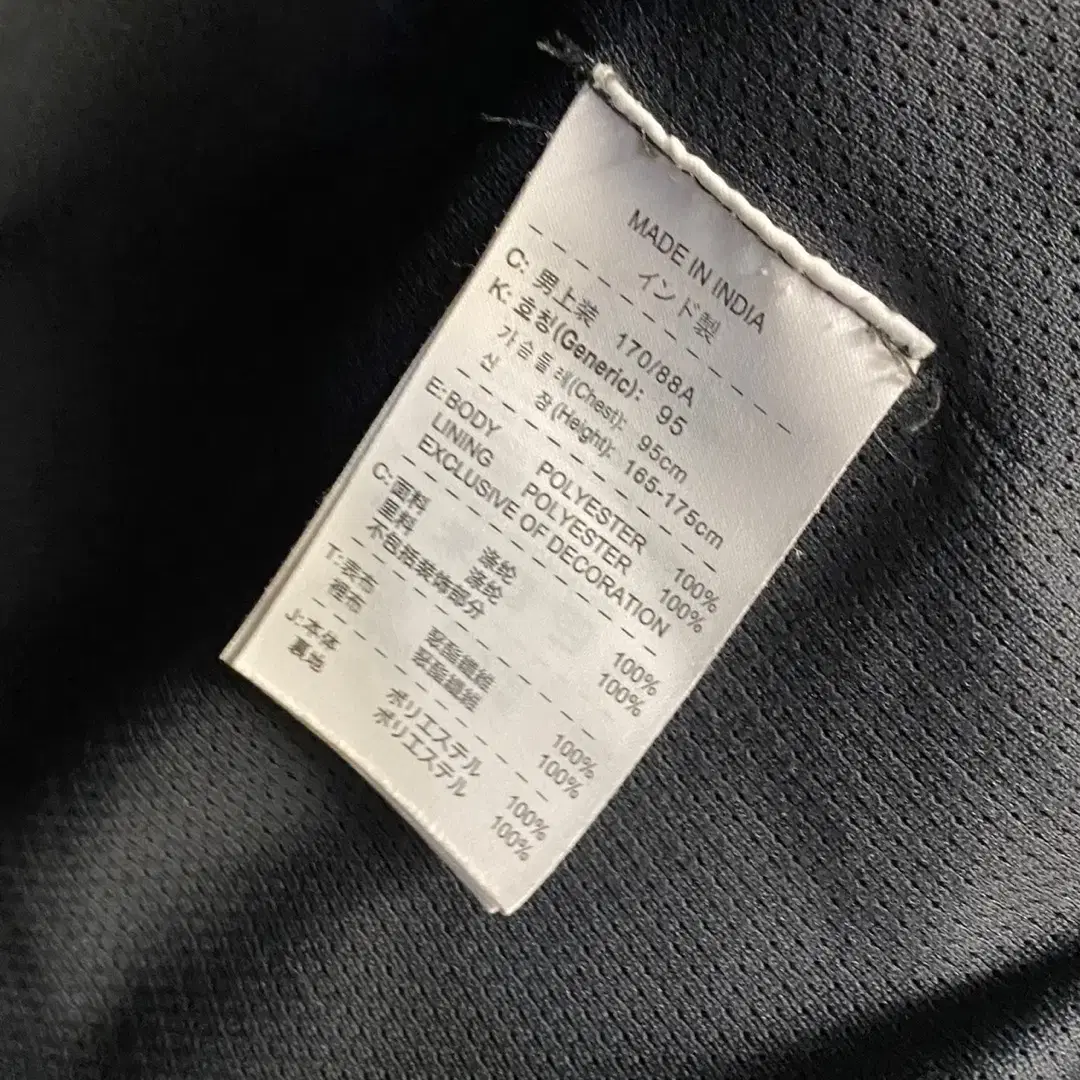 MADE IN INDIA
インド製
C: 男上装 170/88A
K: 호칭(Generic): 95
가슴둘레(Chest): 95cm
신 장(Height): 165-175cm
E: BODY POLYESTER 100%
LINING POLYESTER 100%
EXCLUSIVE OF DECORATION
C: 面料 涤纶 100%
里料 涤纶 100%
不包括装饰部分
T: 表布 聚酯纖維 100%
裡布 聚酯纖維 100%
J: 本体 ポリエステル 100%
裏地 ポリエステル 100%